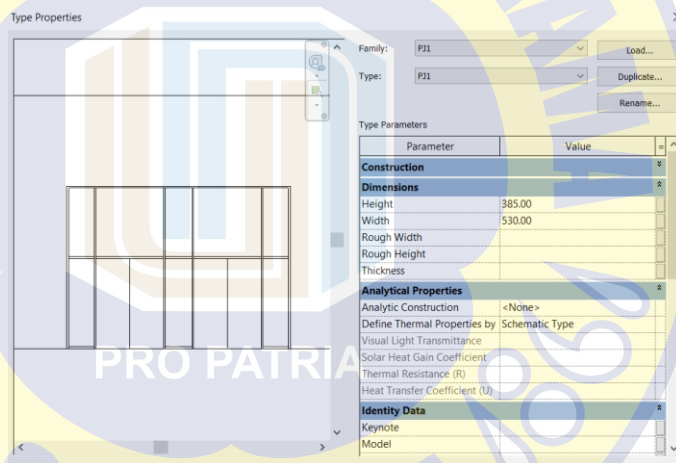 Type Properties
Family: PJ1 Load...
Type: PJ1 Duplicate...
Rename...
Type Parameters
Parameter Value =
Construction
Dimensions
Height 385.00
Width 530.00
Rough Width
Rough Height
Thickness
Analytical Properties
Analytic Construction <None>
Define Thermal Properties by Schematic Type
Visual Light Transmittance
Solar Heat Gain Coefficient
Thermal Resistance (R)
Heat Transfer Coefficient (U)
Identity Data
Keynote
Model
PRO PATRIA